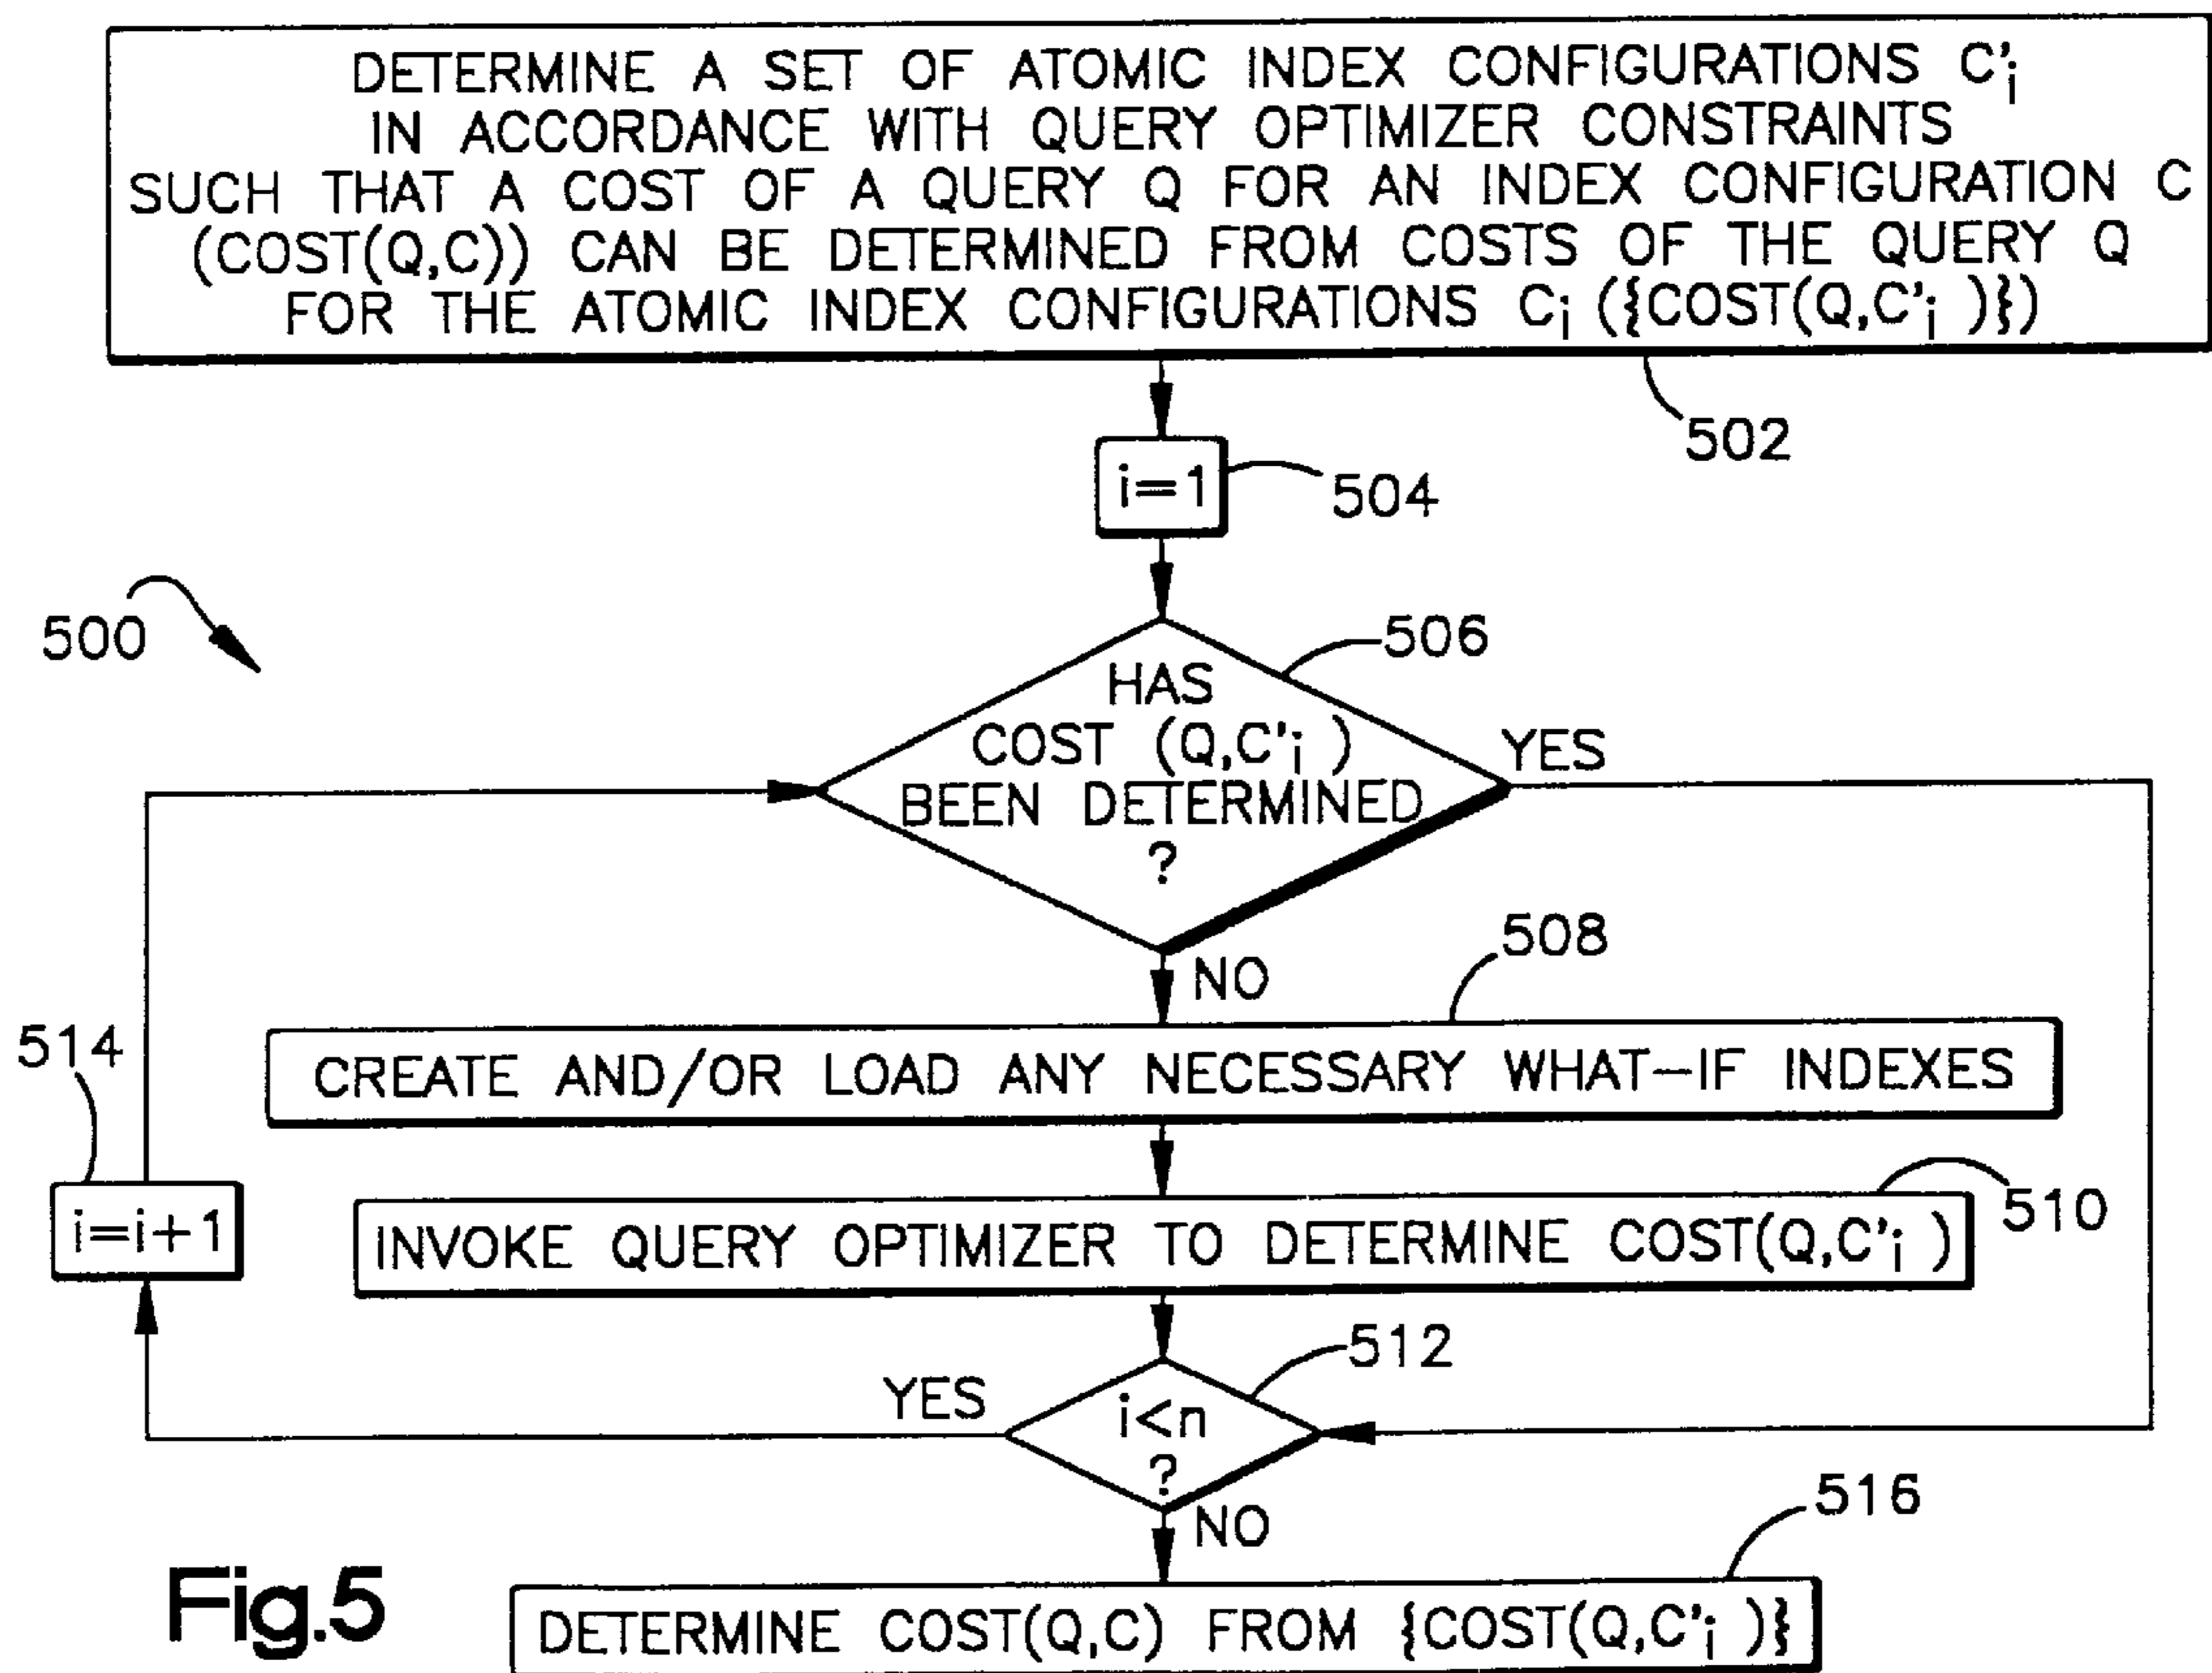 DETERMINE A SET OF ATOMIC INDEX CONFIGURATIONS C'i
IN ACCORDANCE WITH QUERY OPTIMIZER CONSTRAINTS
SUCH THAT A COST OF A QUERY Q FOR AN INDEX CONFIGURATION C
(COST(Q,C)) CAN BE DETERMINED FROM COSTS OF THE QUERY Q
FOR THE ATOMIC INDEX CONFIGURATIONS Ci ({COST(Q,C'i )})
502
i=1
504
500
506
HAS
COST (Q,C'i )
BEEN DETERMINED
?
YES
NO
508
CREATE AND/OR LOAD ANY NECESSARY WHAT-IF INDEXES
514
i=i+1
510
INVOKE QUERY OPTIMIZER TO DETERMINE COST(Q,C'i )
512
YES
i<n
?
NO
516
DETERMINE COST(Q,C) FROM {COST(Q,C'i )}
Fig.5